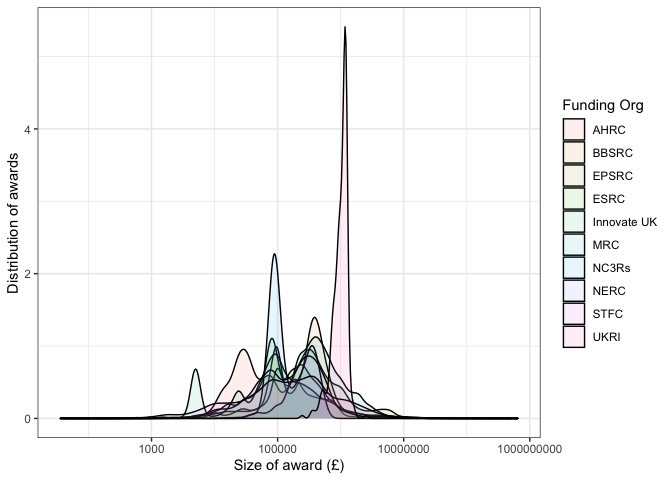 4
2
0
Distribution of awards
1000
100000
10000000
1000000000
Size of award (£)
Funding Org
AHRC
BBSRC
EPSRC
ESRC
Innovate UK
MRC
NC3Rs
NERC
STFC
UKRI